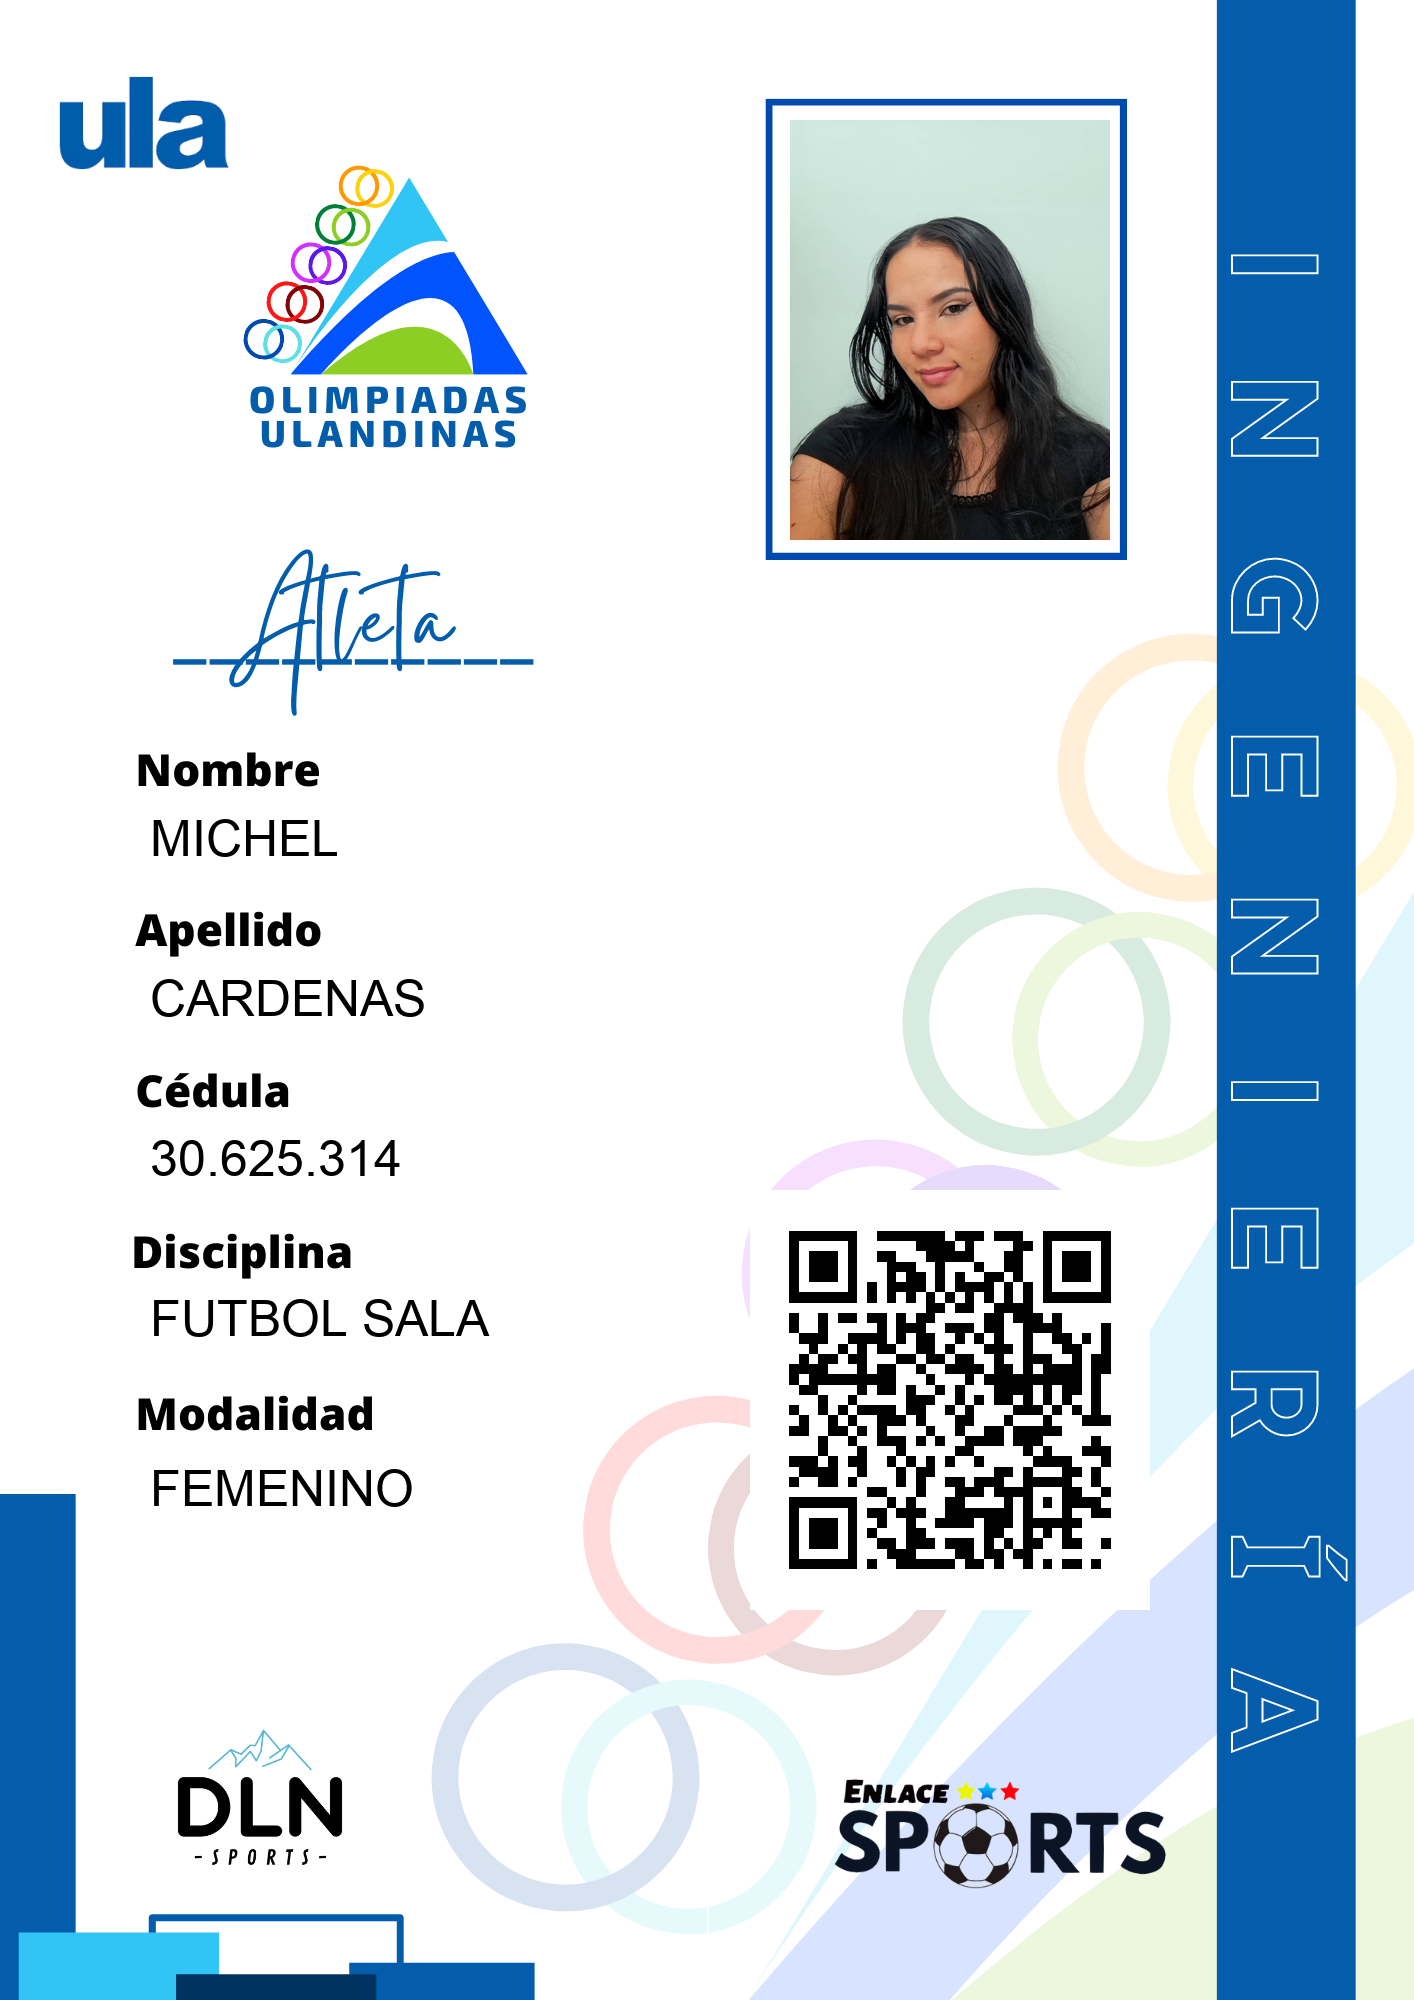 ula
OLIMPIADAS
ULANDINAS
Atleta
Nombre
MICHEL
Apellido
CARDENAS
Cédula
30.625.314
Disciplina
FUTBOL SALA
Modalidad
FEMENINO
INGENIERÍA
DLN
-SPORTS-
ENLACE
SPORTS